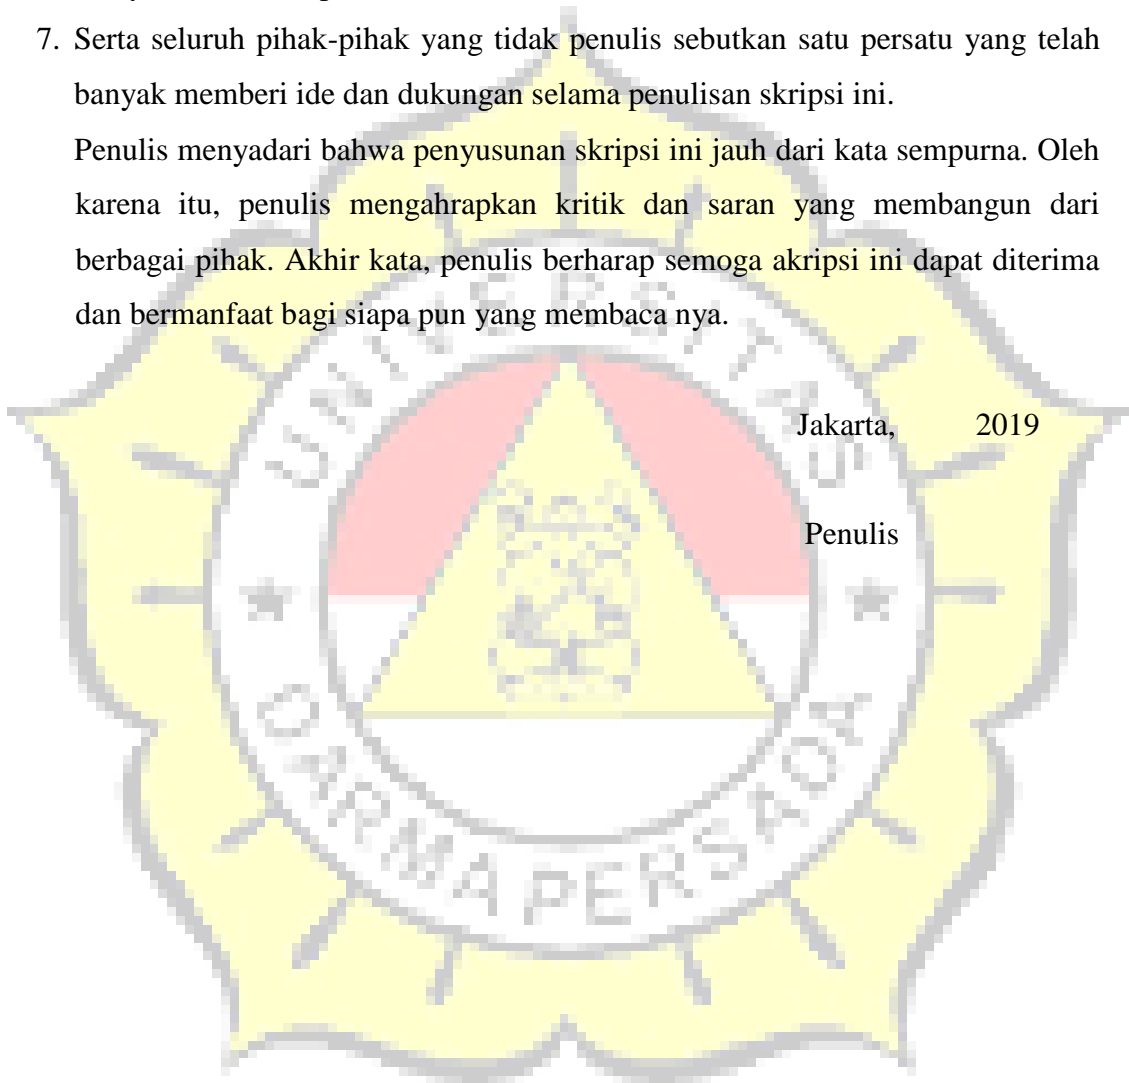 7. Serta seluruh pihak-pihak yang tidak penulis sebutkan satu persatu yang telah
banyak memberi ide dan dukungan selama penulisan skripsi ini.
Penulis menyadari bahwa penyusunan skripsi ini jauh dari kata sempurna. Oleh
karena itu, penulis mengahrapkan kritik dan saran yang membangun dari
berbagai pihak. Akhir kata, penulis berharap semoga akripsi ini dapat diterima
dan bermanfaat bagi siapa pun yang membaca nya.
Jakarta, 2019
Penulis
UNIVERSITAS
DARMA PERSADA